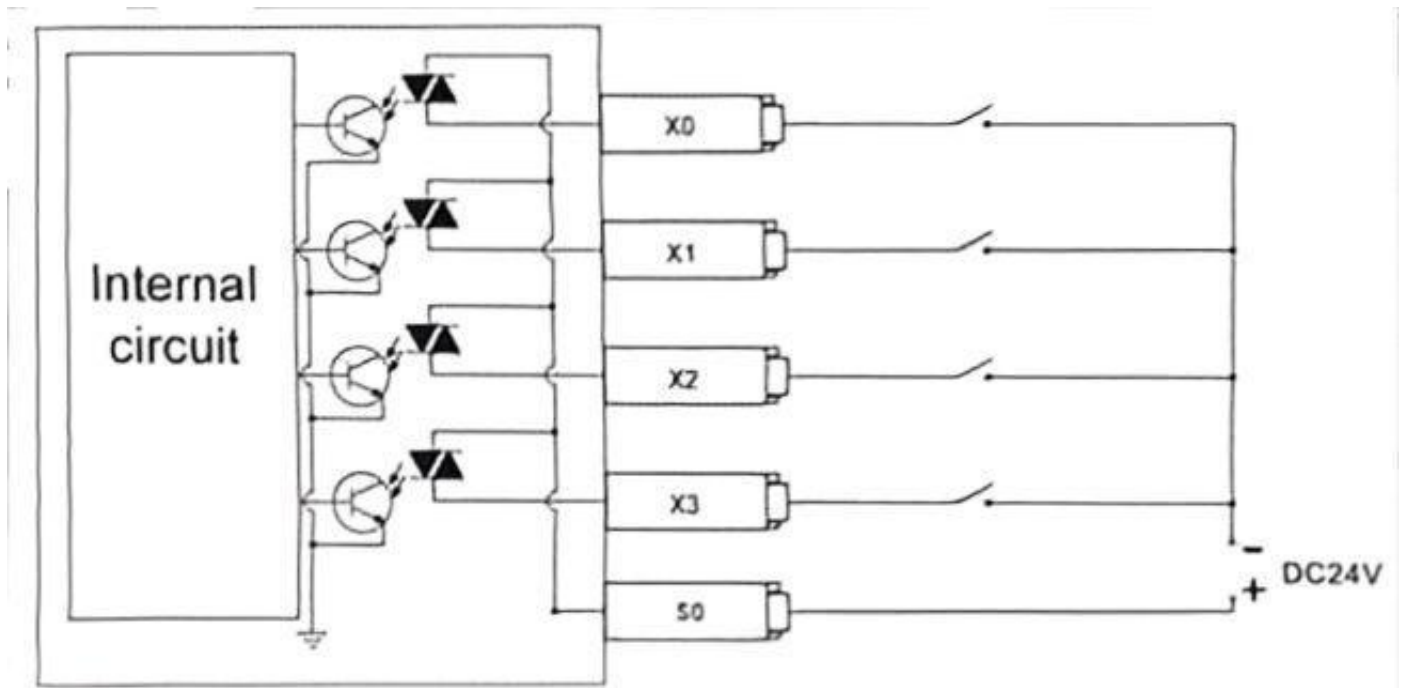 Internal
circuit
X0
X1
X2
X3
S0
-
+
DC24V